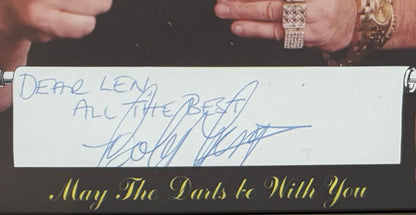 DEAR LEN,
ALL THE BEST
May The Darts be With You